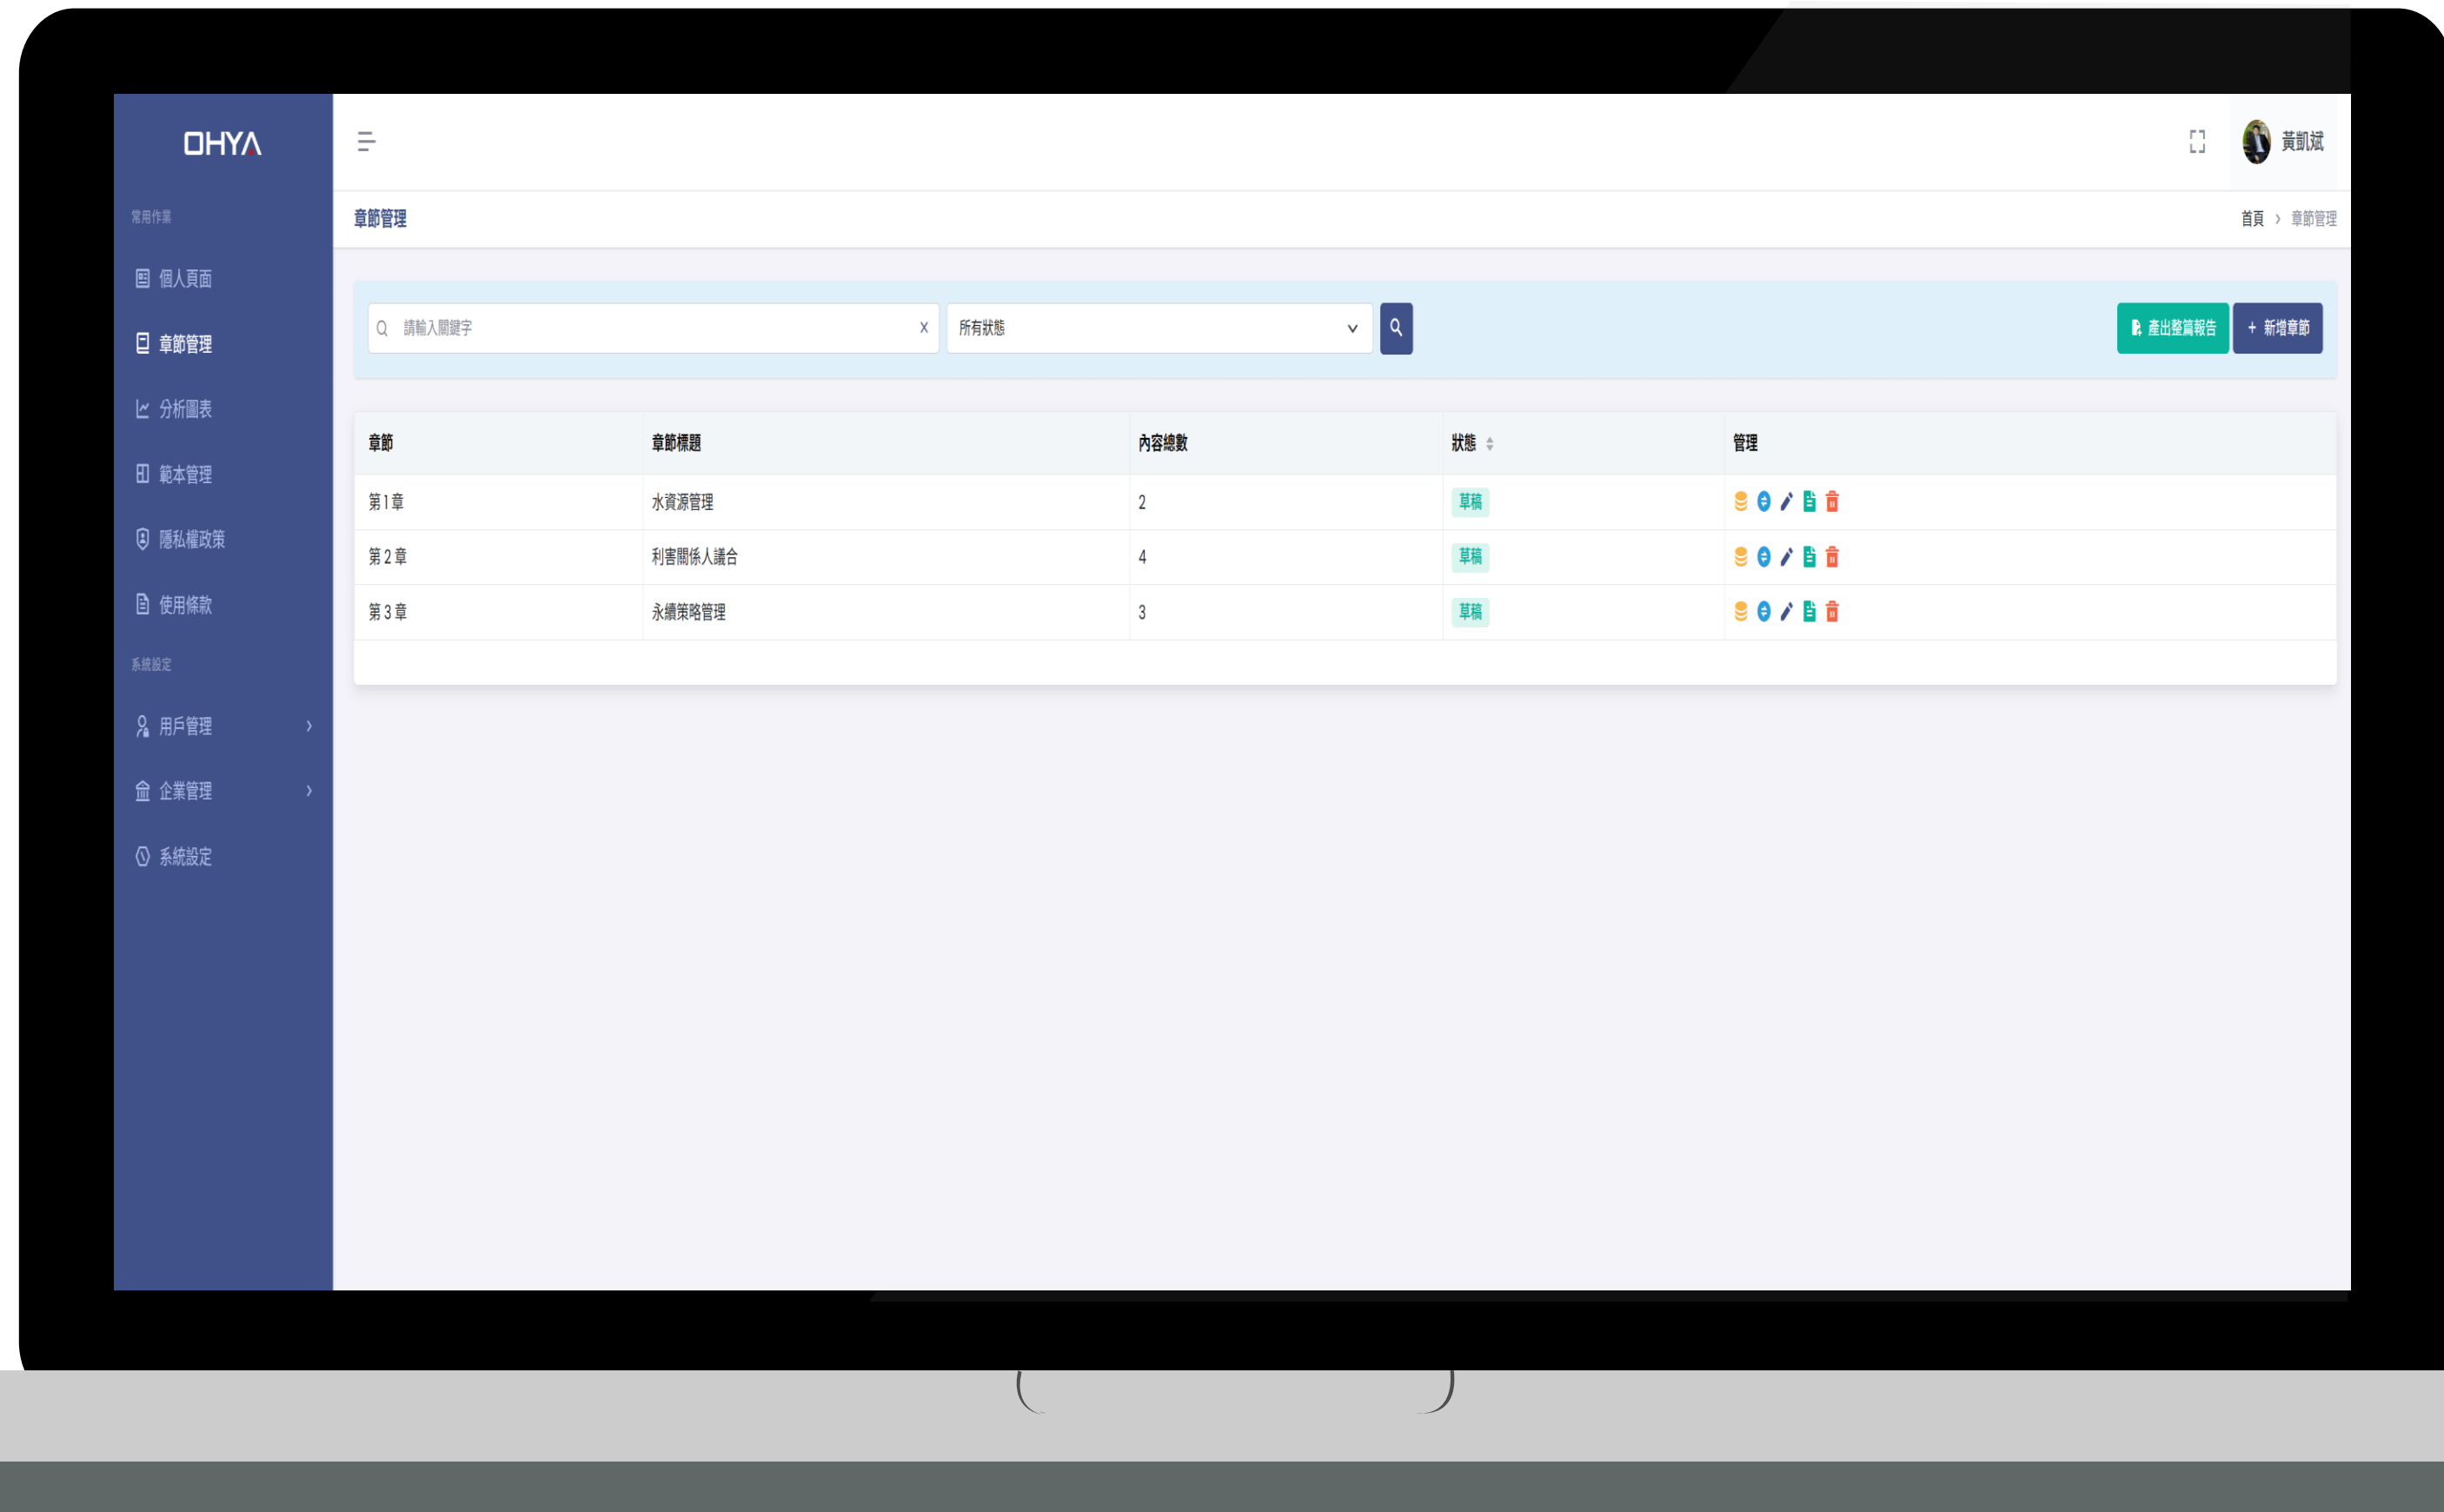 OHYA
黃凱斌
常用作業
個人頁面
章節管理
分析圖表
範本管理
隱私權政策
使用條款
系統設定
用戶管理
企業管理
系統設定
章節管理
首頁 > 章節管理
請輸入關鍵字 X 所有狀態
產出整篇報告 + 新增章節
章節 章節標題 內容總數 狀態 管理
第 1 章 水資源管理 2 草稿
第 2 章 利害關係人議合 4 草稿
第 3 章 永續策略管理 3 草稿